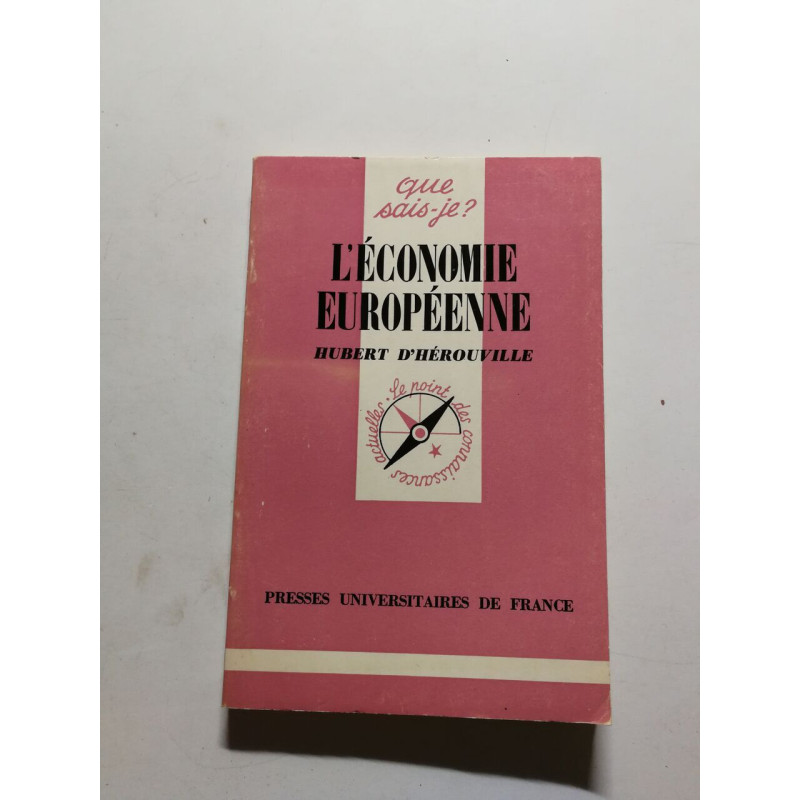 que
sais-je?
L'ÉCONOMIE
EUROPÉENNE
HUBERT D'HÉROUVILLE
Le point des connaissances actuelles •
PRESSES UNIVERSITAIRES DE FRANCE